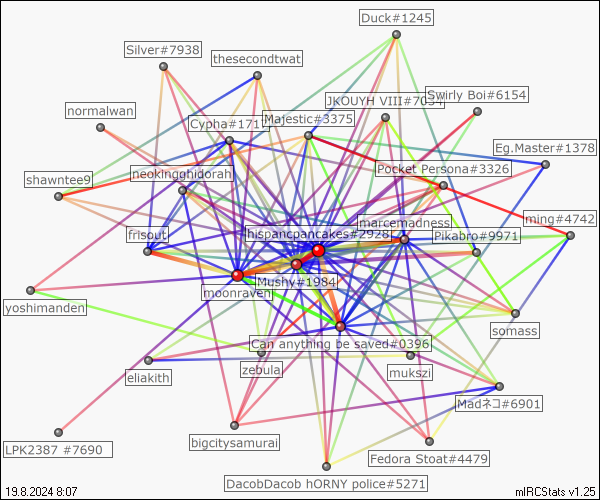 Duck#1245
Silver#7938
thesecondtwat
Swirly Boi#6154
JKOUYH VIII#7034
normalwan
Majestic#3375
Cypha#1717
Eg.Master#1378
Pocket Persona#3326
neokingghidorah
shawntee9
ming#4742
marcemadness
hispancpancakes#2928
frisout
Pikabro#9971
Mushy#1984
moonraven
yoshimanden
somass
Can anything be saved#0396
zebula
mukszi
eliakith
Madネコ#6901
bigcitysamurai
LPK2387 #7690
Fedora Stoat#4479
DacobDacob hORNY police#5271
19.8.2024 8:07
mIRCStats v1.25